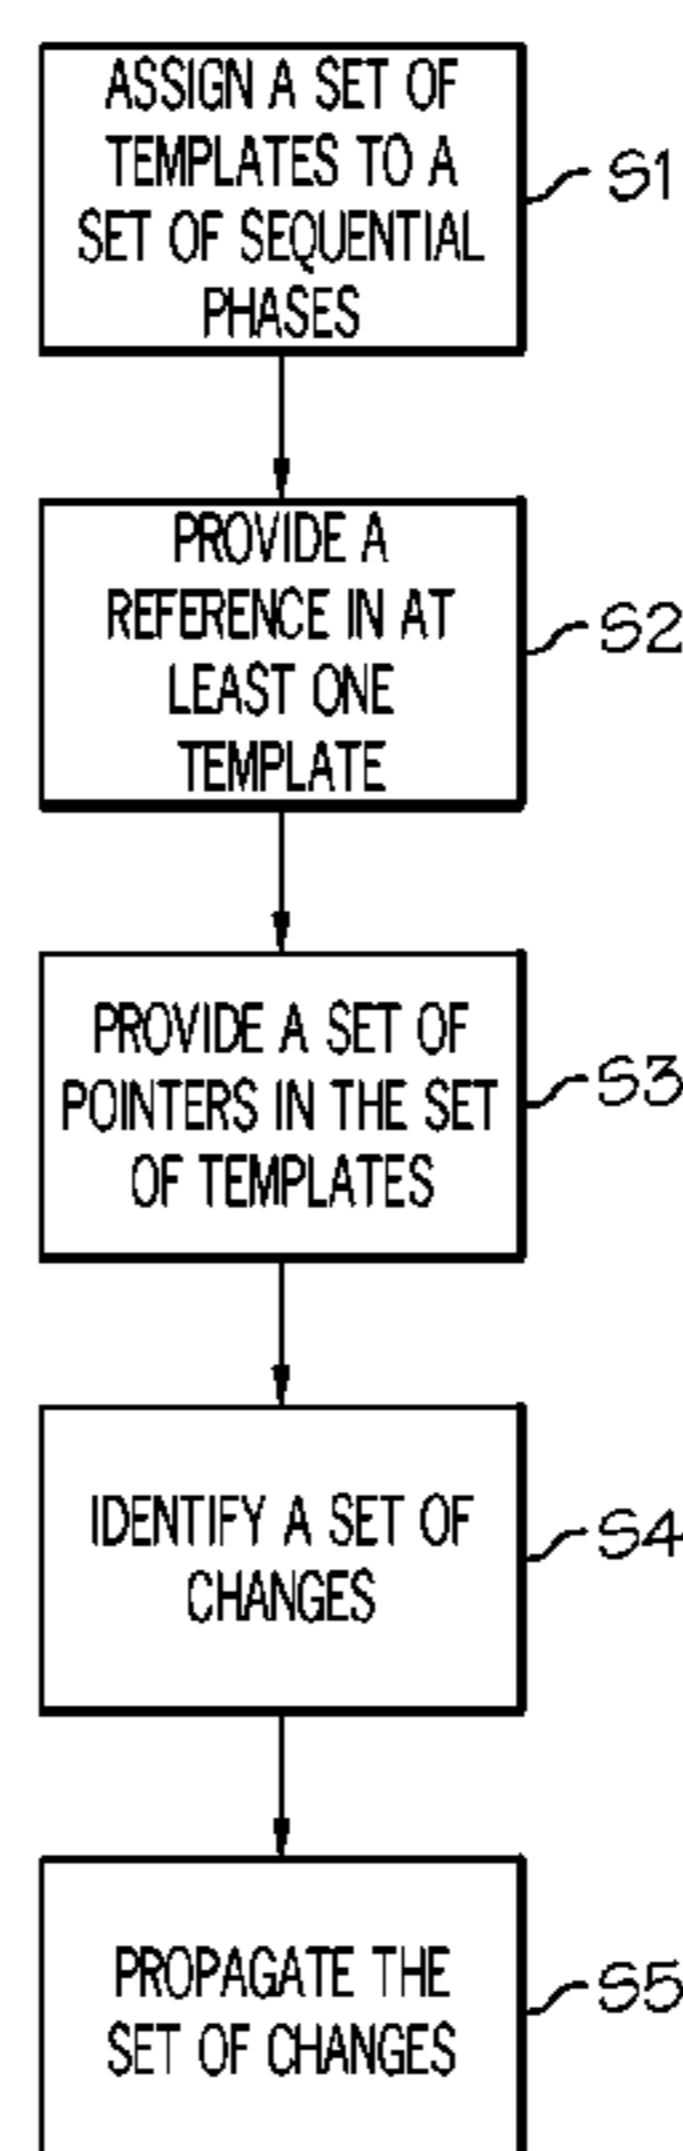 ASSIGN A SET OF
TEMPLATES TO A
SET OF SEQUENTIAL
PHASES
S1
PROVIDE A
REFERENCE IN AT
LEAST ONE
TEMPLATE
S2
PROVIDE A SET OF
POINTERS IN THE SET
OF TEMPLATES
S3
IDENTIFY A SET OF
CHANGES
S4
PROPAGATE THE
SET OF CHANGES
S5